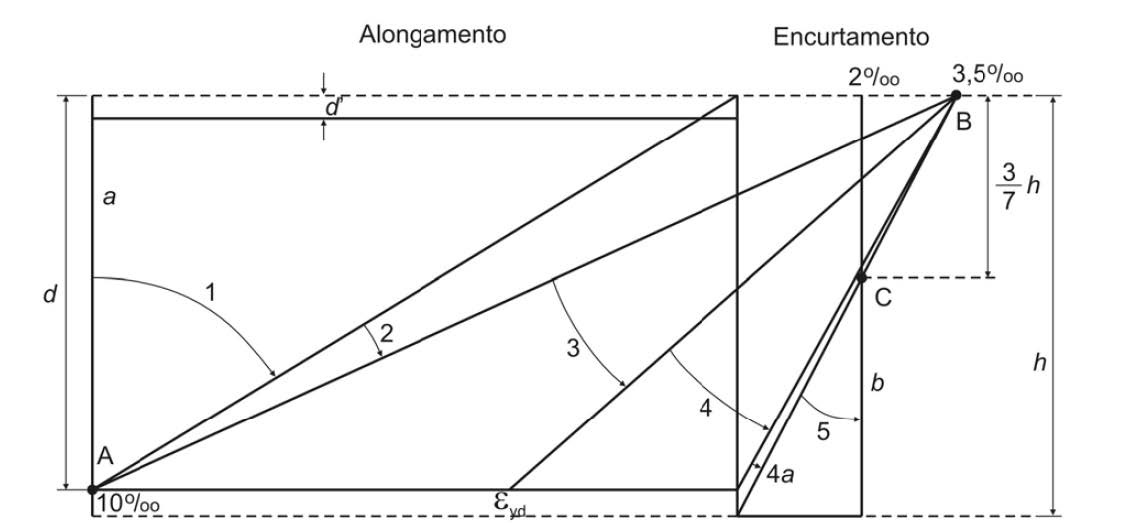 Alongamento
Encurtamento
2‰
3,5‰
d'
B
a
3
7
h
1
d
C
2
3
h
b
4
5
A
4a
10‰
εyd